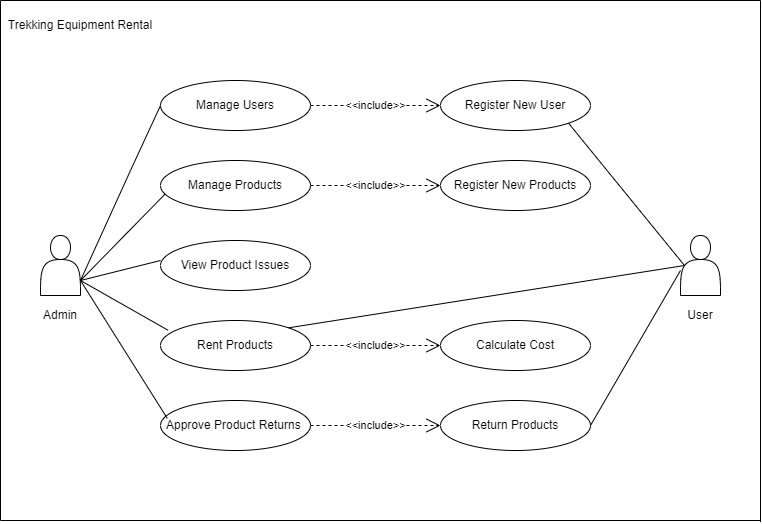 Trekking Equipment Rental
Manage Users
<<include>>
Register New User
Manage Products
<<include>>
Register New Products
View Product Issues
Admin
User
Rent Products
<<include>>
Calculate Cost
Approve Product Returns
<<include>>
Return Products